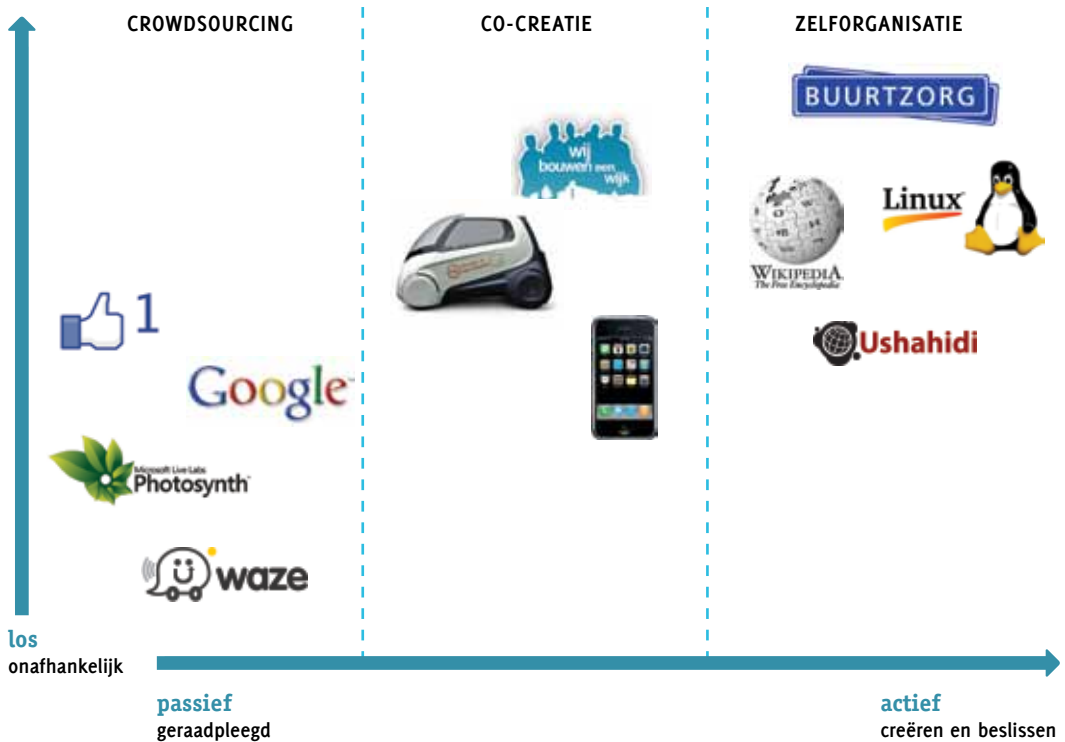 CROWDSOURCING
CO-CREATIE
ZELFORGANISATIE
BUURTZORG
wij
bouwen een
wijk
Linux
WIKIPEDIA
The Free Encyclopedia
1
Ushahidi
Google
Microsoft Live Labs
Photosynth
waze
los
onafhankelijk
passief
geraadpleegd
actief
creëren en beslissen